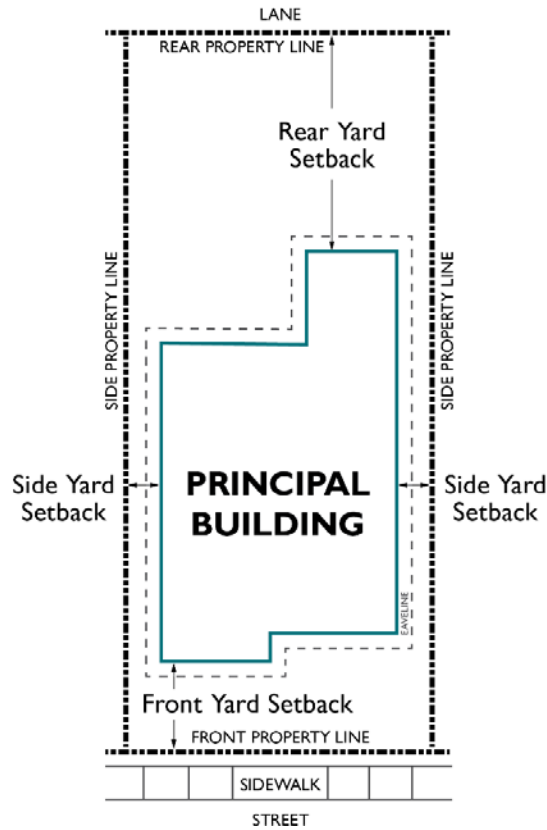 LANE
REAR PROPERTY LINE
Rear Yard
Setback
SIDE PROPERTY LINE
SIDE PROPERTY LINE
Side Yard
Setback
PRINCIPAL
BUILDING
Side Yard
Setback
EAVELINE
Front Yard Setback
FRONT PROPERTY LINE
SIDEWALK
STREET